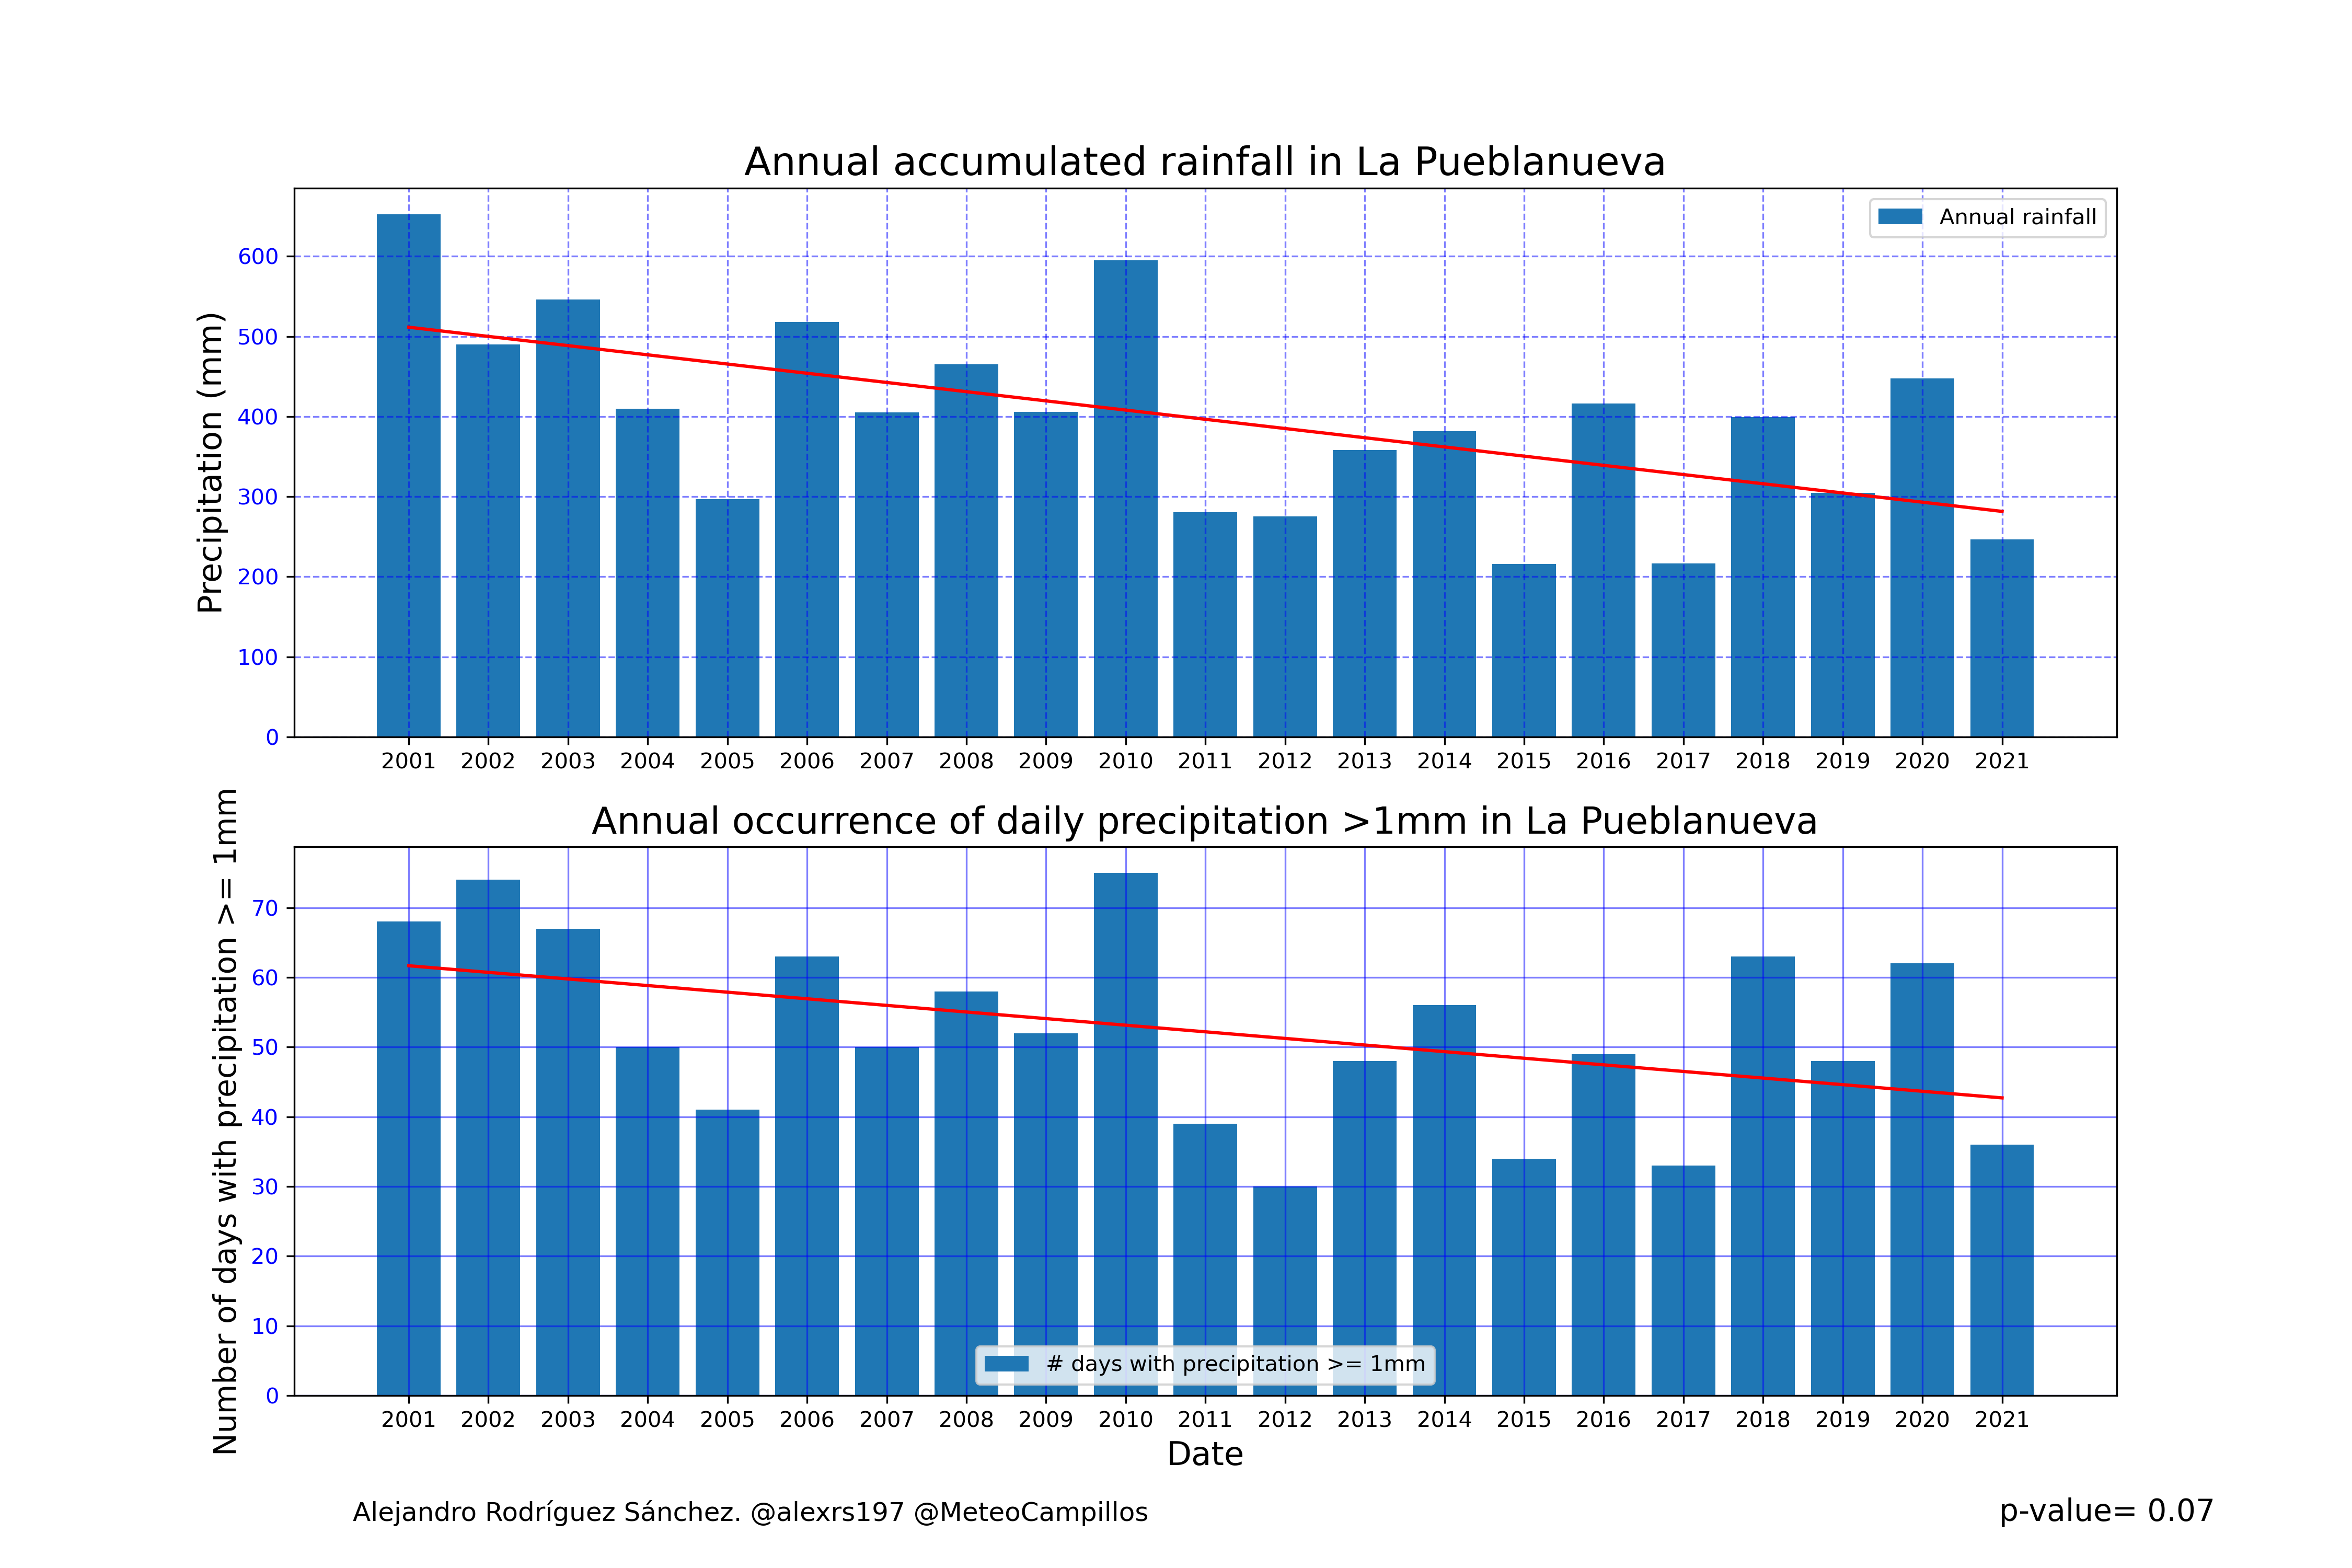 Annual accumulated rainfall in La Pueblanueva
Precipitation (mm)
600
500
400
300
200
100
0
Annual rainfall
2001 2002 2003 2004 2005 2006 2007 2008 2009 2010 2011 2012 2013 2014 2015 2016 2017 2018 2019 2020 2021
Annual occurrence of daily precipitation >1mm in La Pueblanueva
Number of days with precipitation >= 1mm
70
60
50
40
30
20
10
0
# days with precipitation >= 1mm
2001 2002 2003 2004 2005 2006 2007 2008 2009 2010 2011 2012 2013 2014 2015 2016 2017 2018 2019 2020 2021
Date
Alejandro Rodríguez Sánchez. @alexrs197 @MeteoCampillos
p-value= 0.07